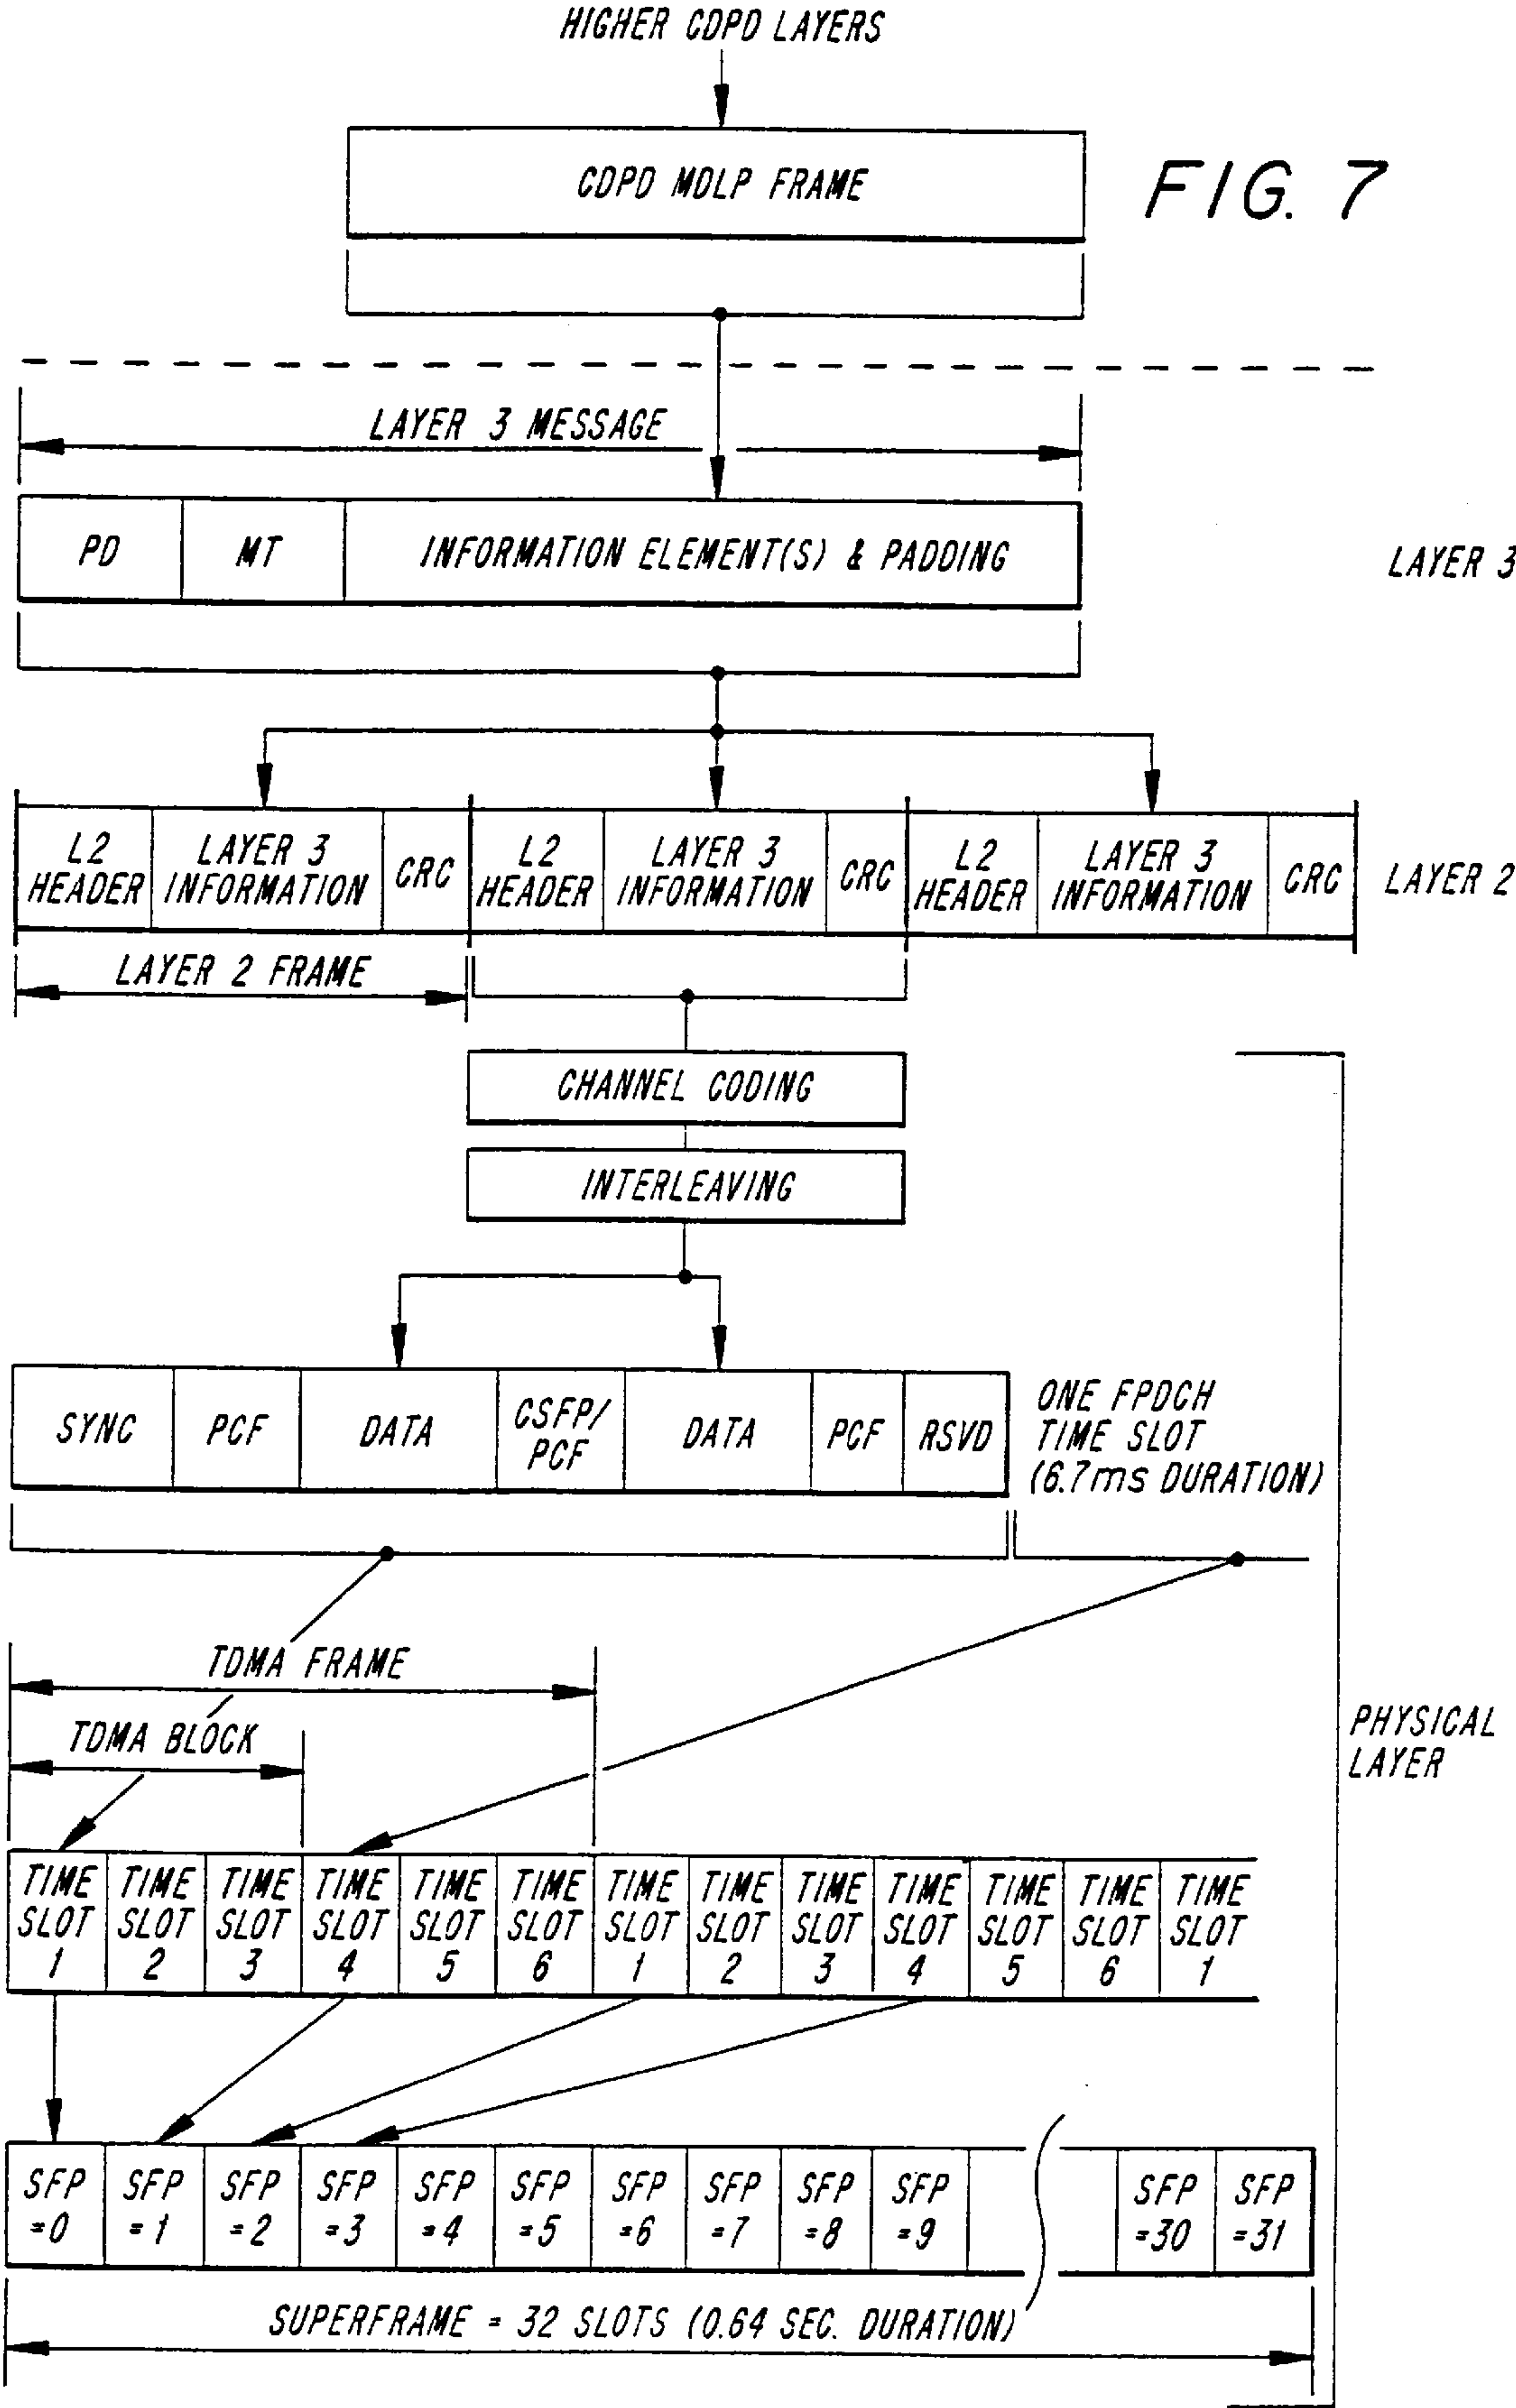 HIGHER CDPD LAYERS
CDPD MDLP FRAME
FIG. 7
LAYER 3 MESSAGE
PD
MT
INFORMATION ELEMENT(S) & PADDING
LAYER 3
L2 HEADER
LAYER 3 INFORMATION
CRC
L2 HEADER
LAYER 3 INFORMATION
CRC
L2 HEADER
LAYER 3 INFORMATION
CRC
LAYER 2
LAYER 2 FRAME
CHANNEL CODING
INTERLEAVING
SYNC
PCF
DATA
CSFP/
PCF
DATA
PCF
RSVD
ONE FPDCH
TIME SLOT
(6.7ms DURATION)
TDMA FRAME
TDMA BLOCK
PHYSICAL
LAYER
TIME SLOT 1
TIME SLOT 2
TIME SLOT 3
TIME SLOT 4
TIME SLOT 5
TIME SLOT 6
TIME SLOT 1
TIME SLOT 2
TIME SLOT 3
TIME SLOT 4
TIME SLOT 5
TIME SLOT 6
TIME SLOT 1
SFP =0
SFP =1
SFP =2
SFP =3
SFP =4
SFP =5
SFP =6
SFP =7
SFP =8
SFP =9
SFP =30
SFP =31
SUPERFRAME = 32 SLOTS (0.64 SEC. DURATION)